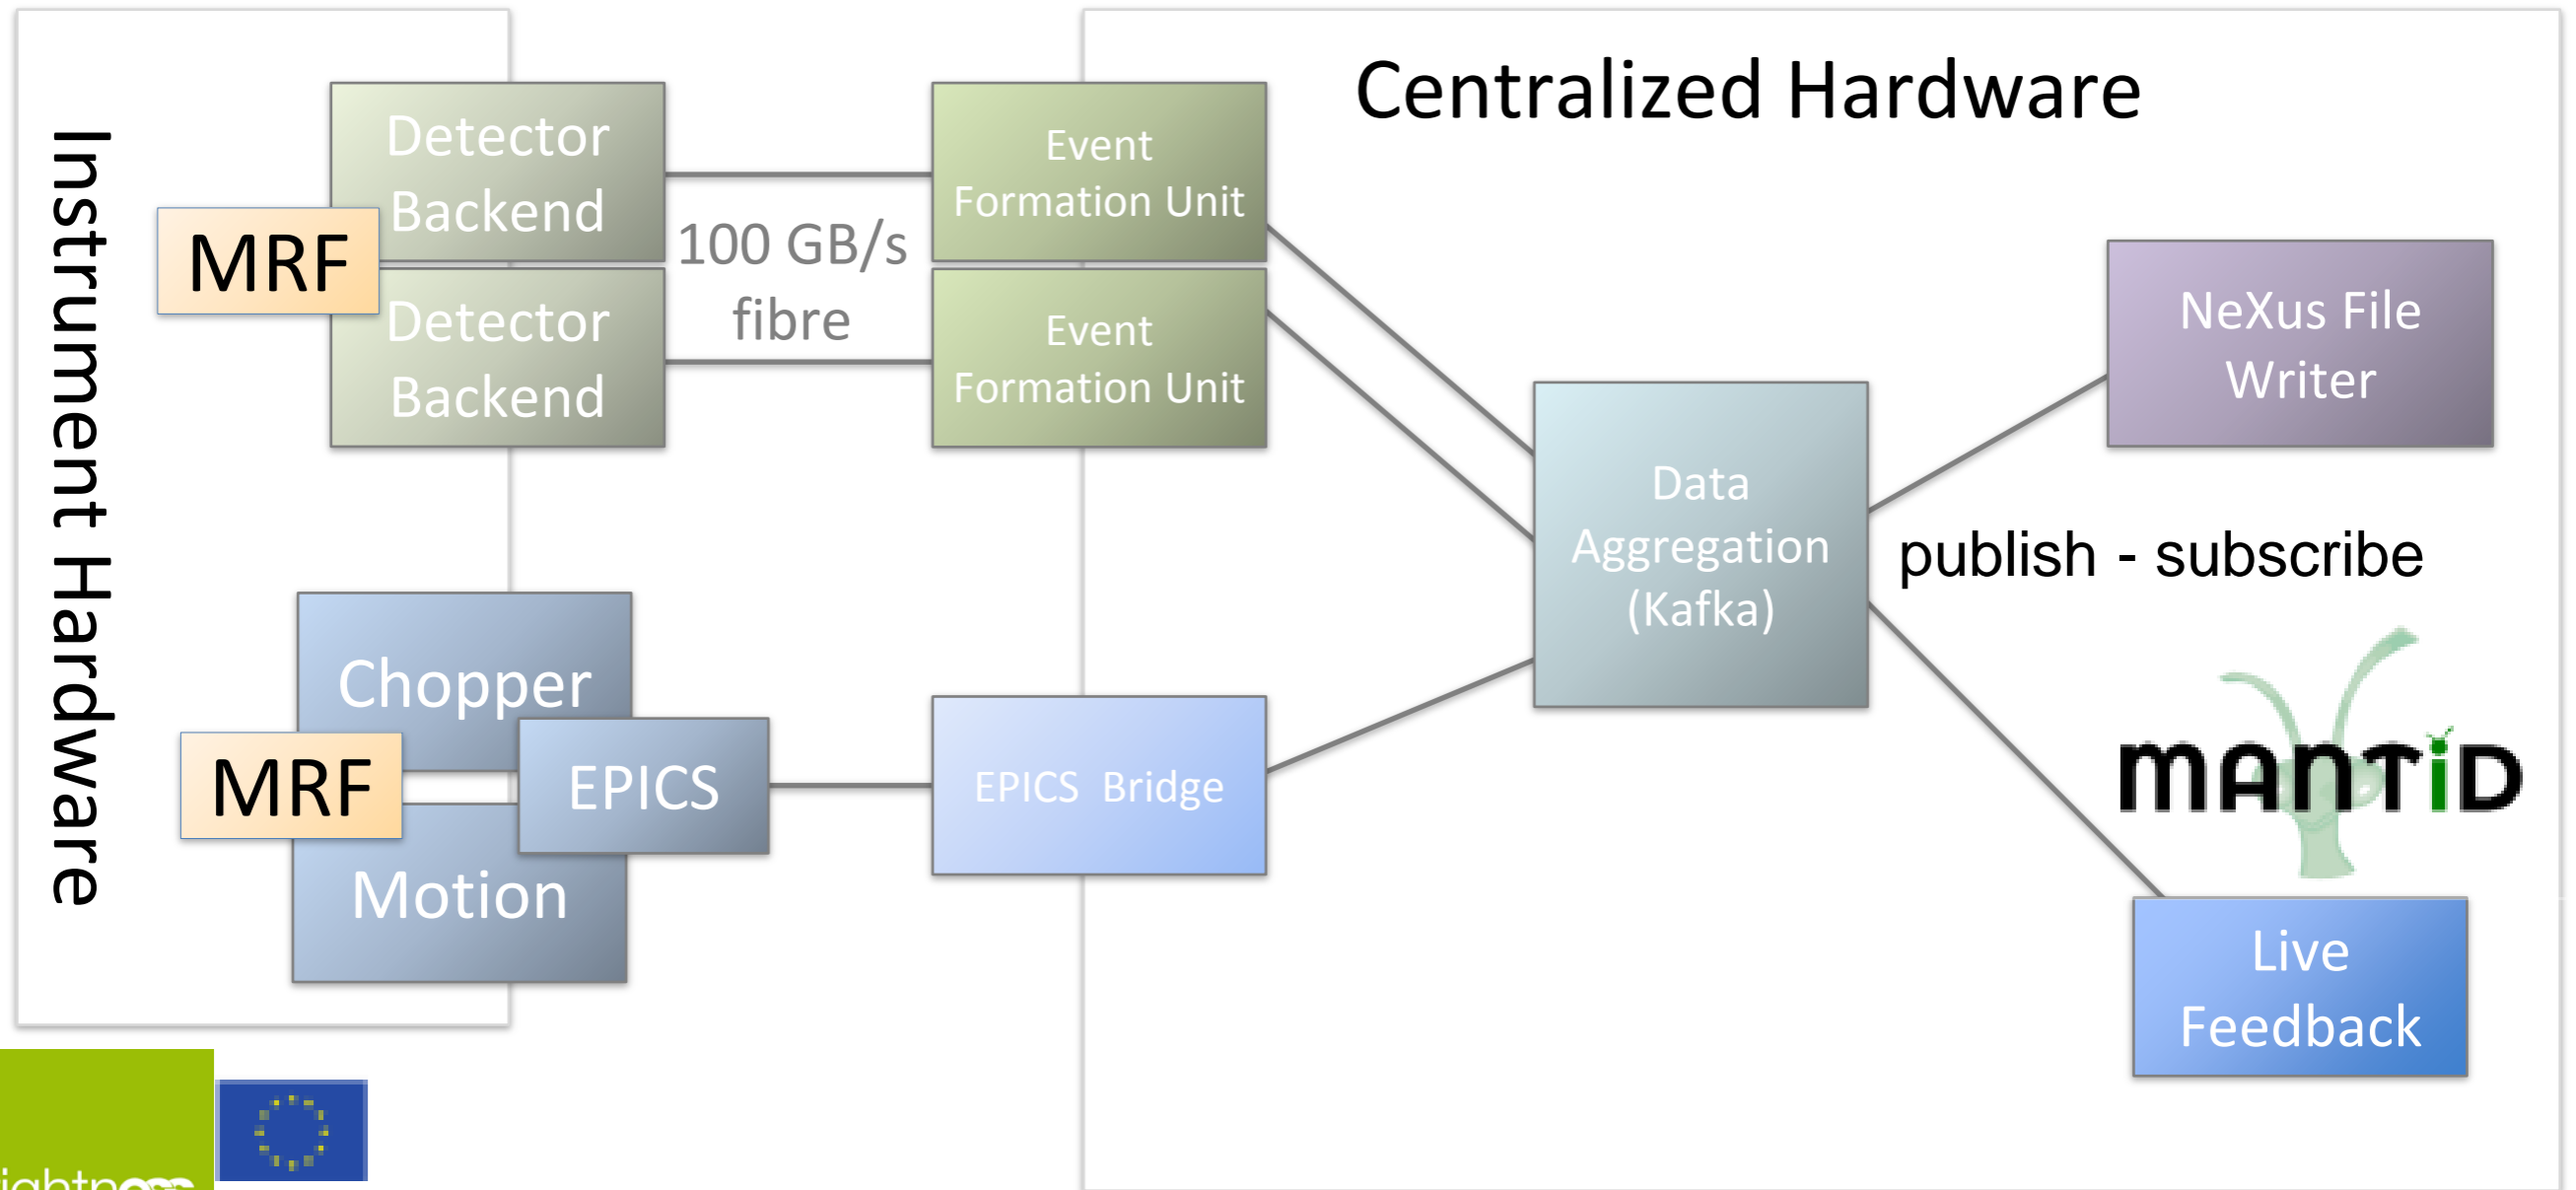 Instrument Hardware
Centralized Hardware
Detector
Backend
MRF
Detector
Backend
100 GB/s
fibre
Event
Formation Unit
Event
Formation Unit
Data
Aggregation
(Kafka)
NeXus File
Writer
publish - subscribe
Chopper
MRF
EPICS
Motion
EPICS Bridge
MANTiD
Live
Feedback